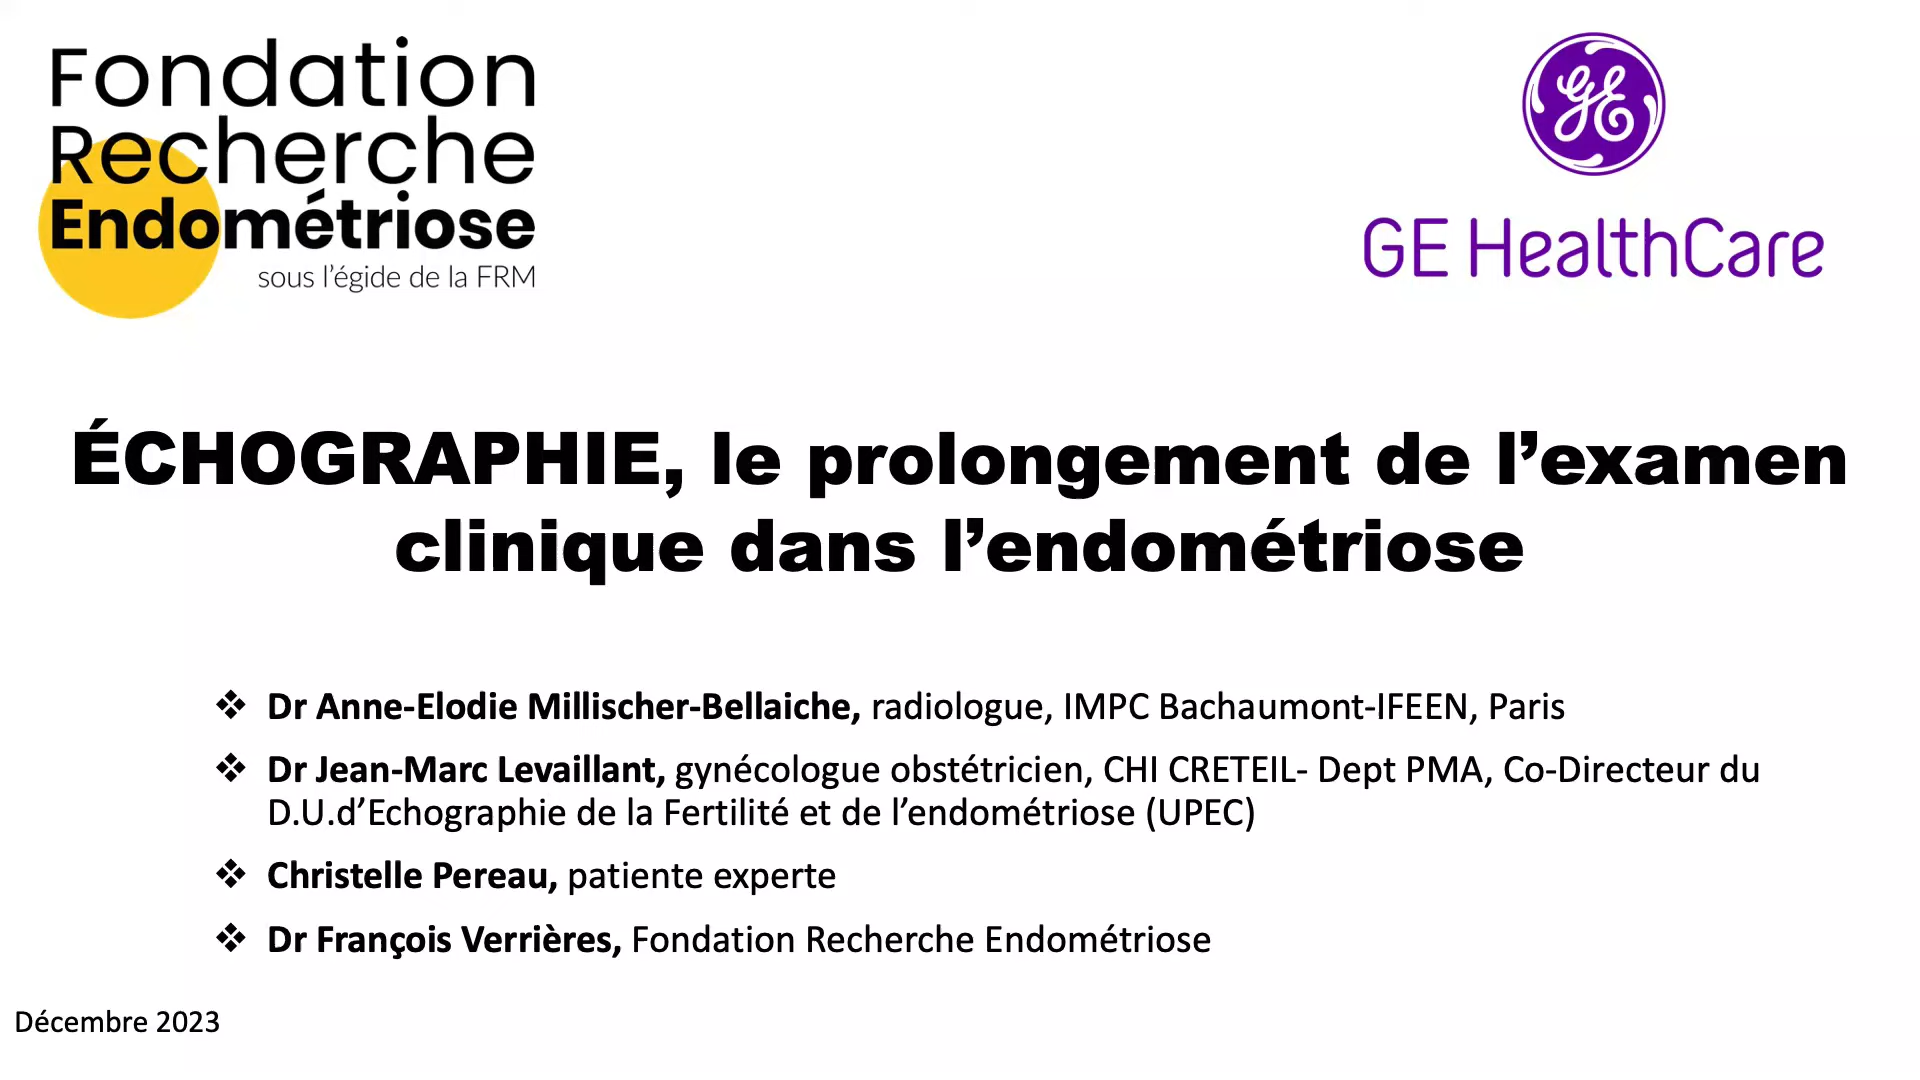 Fondation
Recherche
Endométriose
sous l’égide de la FRM
GE
GE HealthCare
ÉCHOGRAPHIE, le prolongement de l’examen
clinique dans l’endométriose
❖ Dr Anne-Elodie Millischer-Bellaiche, radiologue, IMPC Bachaumont-IFEEN, Paris
❖ Dr Jean-Marc Levaillant, gynécologue obstétricien, CHI CRETEIL- Dept PMA, Co-Directeur du
D.U.d’Echographie de la Fertilité et de l’endométriose (UPEC)
❖ Christelle Pereau, patiente experte
❖ Dr François Verrières, Fondation Recherche Endométriose
Décembre 2023